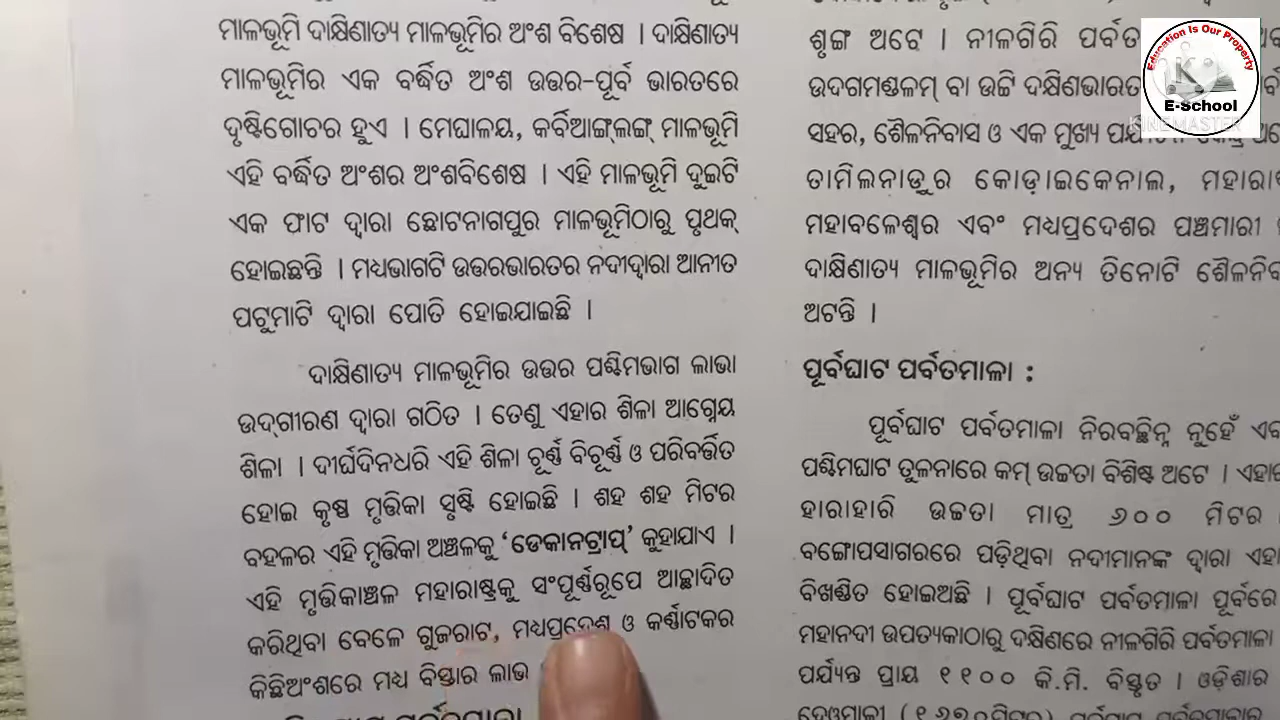 ମାଳଭୂମି ଦାକ୍ଷିଣାତ୍ୟ ମାଳଭୂମିର ଅଂଶ ବିଶେଷ । ଦାକ୍ଷିଣାତ୍ୟ
ମାଳଭୂମିର ଏକ ବର୍ଦ୍ଧିତ ଅଂଶ ଉତ୍ତର-ପୂର୍ବ ଭାରତରେ
ଦୃଷ୍ଟିଗୋଚର ହୁଏ । ମେଘାଳୟ, କର୍ବିଆଙ୍ଗ୍‌ଲଙ୍ଗ୍ ମାଳଭୂମି
ଏହି ବର୍ଦ୍ଧିତ ଅଂଶର ଅଂଶବିଶେଷ । ଏହି ମାଳଭୂମି ଦୁଇଟି
ଏକ ଫାଟ ଦ୍ୱାରା ଛୋଟନାଗପୁର ମାଳଭୂମିଠାରୁ ପୃଥକ୍
ହୋଇଛନ୍ତି । ମଧ୍ୟଭାଗଟି ଉତ୍ତରଭାରତର ନଦୀଦ୍ୱାରା ଆନୀତ
ପଟୁମାଟି ଦ୍ୱାରା ପୋତି ହୋଇଯାଇଛି ।
ଦାକ୍ଷିଣାତ୍ୟ ମାଳଭୂମିର ଉତ୍ତର ପଶ୍ଚିମଭାଗ ଲାଭା
ଉଦ୍‌ଗୀରଣ ଦ୍ୱାରା ଗଠିତ । ତେଣୁ ଏହାର ଶିଳା ଆଗ୍ନେୟ
ଶିଳା । ଦୀର୍ଘଦିନଧରି ଏହି ଶିଳା ଚୂର୍ଣ୍ଣ ବିଚୂର୍ଣ୍ଣ ଓ ପରିବର୍ତ୍ତିତ
ହୋଇ କୃଷ୍ଣ ମୃତ୍ତିକା ସୃଷ୍ଟି ହୋଇଛି । ଶହ ଶହ ମିଟର
ବହଳର ଏହି ମୃତ୍ତିକା ଅଞ୍ଚଳକୁ ‘ଡେକାନଟ୍ରାପ୍’ କୁହାଯାଏ ।
ଏହି ମୃତ୍ତିକାଞ୍ଚଳ ମହାରାଷ୍ଟ୍ରକୁ ସଂପୂର୍ଣ୍ଣରୂପେ ଆଚ୍ଛାଦିତ
କରିଥିବା ବେଳେ ଗୁଜରାଟ, ମଧ୍ୟପ୍ରଦେଶ ଓ କର୍ଣ୍ଣାଟକର
କିଛିଅଂଶରେ ମଧ୍ୟ ବିସ୍ତାର ଲାଭ
ଶୃଙ୍ଗ ଅଟେ । ନୀଳଗିରି
ଉଦଗମଣ୍ଡଳମ୍ ବା ଉଟି ଦକ୍ଷିଣଭାରତ
ସହର, ଶୈଳନିବାସ ଓ ଏକ ମୁଖ୍ୟ
ତାମିଲନାଡ଼ୁର କୋଡ଼ାଇକେନାଲ,
ମହାବଳେଶ୍ୱର ଏବଂ ମଧ୍ୟପ୍ରଦେଶର ପଞ୍ଚମାରୀ
ଦାକ୍ଷିଣାତ୍ୟ ମାଳଭୂମିର ଅନ୍ୟ ତିନୋଟି
ଅଟନ୍ତି ।
ପୂର୍ବଘାଟ ପର୍ବତମାଳା :
ପୂର୍ବଘାଟ ପର୍ବତମାଳା ନିରବଚ୍ଛିନ୍ନ ନୁହେଁ
ପଶ୍ଚିମଘାଟ ତୁଳନାରେ କମ୍ ଉଚ୍ଚତା ବିଶିଷ୍ଟ ଅଟେ ।
ହାରାହାରି ଉଚ୍ଚତା ମାତ୍ର ୬୦୦ ମିଟର ।
ବଙ୍ଗୋପସାଗରରେ ପଡ଼ିଥିବା ନଦୀମାନଙ୍କ ଦ୍ୱାରା
ବିଖଣ୍ଡିତ ହୋଇଅଛି । ପୂର୍ବଘାଟ ପର୍ବତମାଳା ପୂର୍ବରେ
ମହାନଦୀ ଉପତ୍ୟକାଠାରୁ ଦକ୍ଷିଣରେ ନୀଳଗିରି ପର୍ବତମାଳା
ପର୍ଯ୍ୟନ୍ତ ପ୍ରାୟ ୧୧୦୦ କି.ମି. ବିସ୍ତୃତ । ଓଡ଼ିଶାର
Education Is Our Property
K
E-School
KINEMASTER